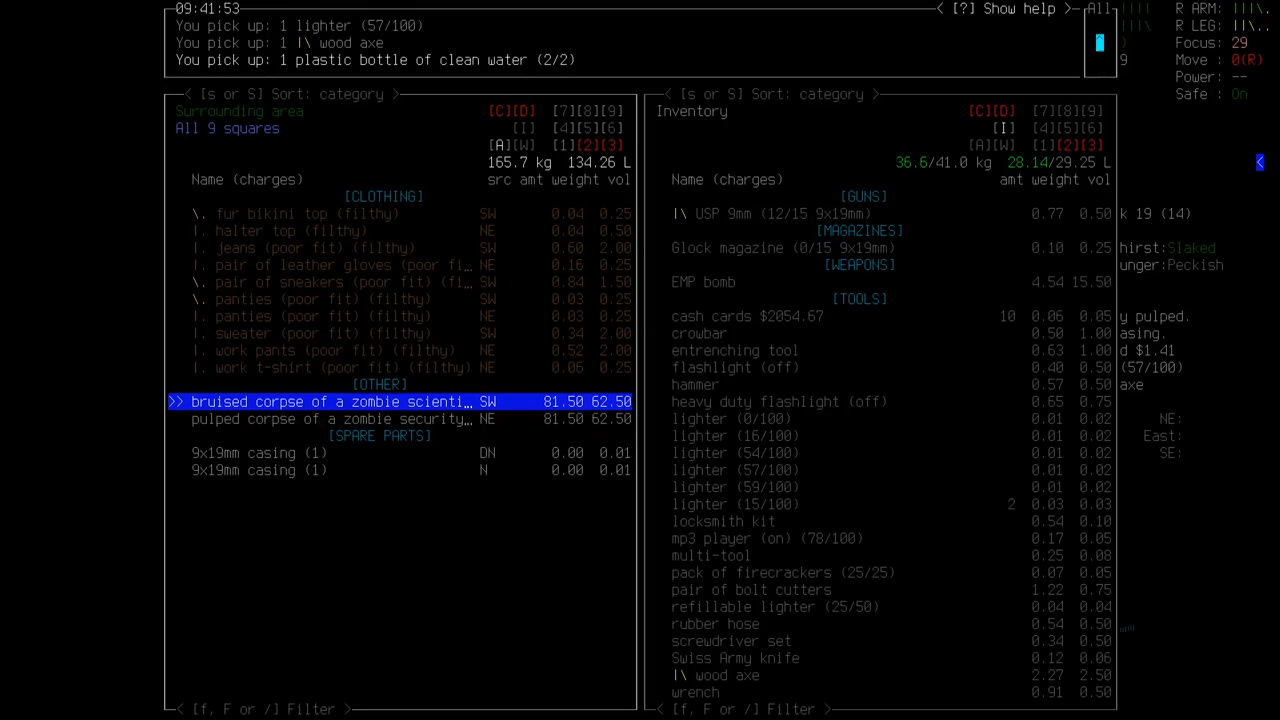 09:41:53 < [?] Show help > All R ARM: |||\.
You pick up: 1 lighter (57/100) R LEG: ||\..
You pick up: 1 |\ wood axe Focus: 29
You pick up: 1 plastic bottle of clean water (2/2) 9 Move : 0(R)
Power: --
< [s or S] Sort: category > < [s or S] Sort: category > Safe : On
Surrounding area [C][D] [7][8][9] Inventory [C][D] [7][8][9]
All 9 squares [I] [4][5][6] [I] [4][5][6]
[A][W] [1][2][3] [A][W] [1][2][3]
165.7 kg 134.26 L 36.6/41.0 kg 28.14/29.25 L <
Name (charges) src amt weight vol Name (charges) amt weight vol
[CLOTHING] [GUNS]
\. fur bikini top (filthy) SW 0.04 0.25 |\ USP 9mm (12/15 9x19mm) 0.77 0.50 k 19 (14)
|. halter top (filthy) NE 0.04 0.50 [MAGAZINES]
|. jeans (poor fit) (filthy) SW 0.60 2.00 Glock magazine (0/15 9x19mm) 0.10 0.25 hirst:Slaked
|. pair of leather gloves (poor fi… NE 0.16 0.25 [WEAPONS] unger:Peckish
\. pair of sneakers (poor fit) (fi… SW 0.84 1.50 EMP bomb 4.54 15.50
\. panties (poor fit) (filthy) SW 0.03 0.25 [TOOLS]
|. panties (poor fit) (filthy) NE 0.03 0.25 cash cards $2054.67 10 0.06 0.05 y pulped.
|. sweater (poor fit) (filthy) SW 0.34 2.00 crowbar 0.50 1.00 asing.
|. work pants (poor fit) (filthy) NE 0.52 2.00 entrenching tool 0.63 1.00 d $1.41
|. work t-shirt (poor fit) (filthy) NE 0.06 0.25 flashlight (off) 0.40 0.50 (57/100)
[OTHER] hammer 0.57 0.50 axe
>> bruised corpse of a zombie scienti… SW 81.50 62.50 heavy duty flashlight (off) 0.65 0.75
pulped corpse of a zombie security… NE 81.50 62.50 lighter (0/100) 0.01 0.02 NE:
[SPARE PARTS] lighter (16/100) 0.01 0.02 East:
9x19mm casing (1) DN 0.00 0.01 lighter (54/100) 0.01 0.02 SE:
9x19mm casing (1) N 0.00 0.01 lighter (57/100) 0.01 0.02
lighter (59/100) 0.01 0.02
lighter (15/100) 2 0.03 0.03
locksmith kit 0.54 0.10
mp3 player (on) (78/100) 0.17 0.05
multi-tool 0.25 0.08
pack of firecrackers (25/25) 0.07 0.05
pair of bolt cutters 1.22 0.75
refillable lighter (25/50) 0.04 0.04
rubber hose 0.54 0.50
screwdriver set 0.34 0.50
Swiss Army knife 0.12 0.06
|\ wood axe 2.27 2.50
wrench 0.91 0.50
< [f, F or /] Filter > < [f, F or /] Filter >